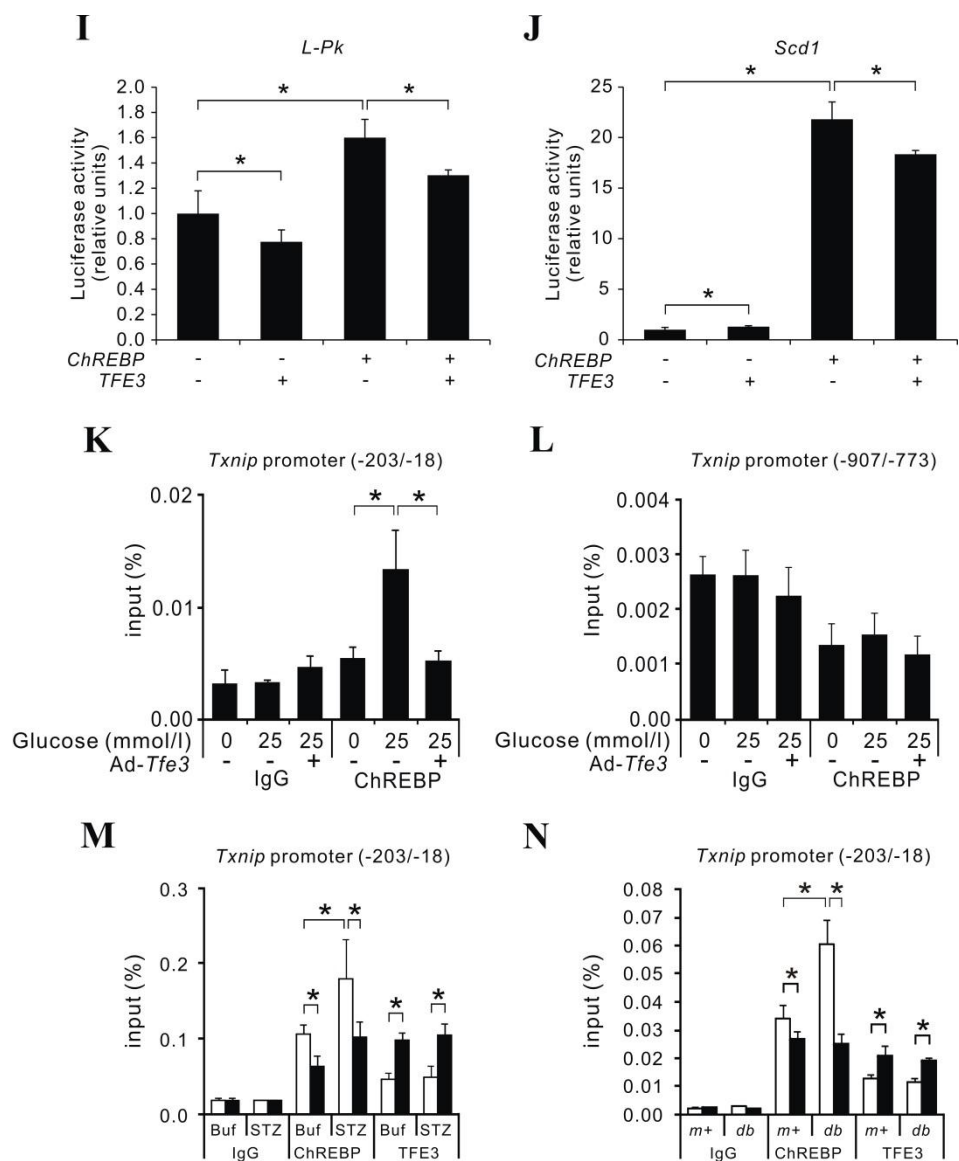 I
L-Pk
Luciferase activity
(relative units)
2.0
1.8
1.6
1.4
1.2
1.0
0.8
0.6
0.4
0.2
0.0
*
*
*
ChREBP - - + +
TFE3 - + - +
J
Scd1
Luciferase activity
(relative units)
25
20
15
10
5
0
*
*
*
ChREBP - - + +
TFE3 - + - +
K
Txnip promoter (-203/-18)
input (%)
0.02
0.01
0.00
* *
Glucose (mmol/l) 0 25 25 0 25 25
Ad-Tfe3 - - + - - +
IgG ChREBP
L
Txnip promoter (-907/-773)
Input (%)
0.004
0.003
0.002
0.001
0.000
Glucose (mmol/l) 0 25 25 0 25 25
Ad-Tfe3 - - + - - +
IgG ChREBP
M
Txnip promoter (-203/-18)
input (%)
0.3
0.2
0.1
0.0
* *
* * *
Buf STZ Buf STZ Buf STZ
IgG ChREBP TFE3
N
Txnip promoter (-203/-18)
input (%)
0.08
0.07
0.06
0.05
0.04
0.03
0.02
0.01
0.00
* *
*
* *
m+ db m+ db m+ db
IgG ChREBP TFE3